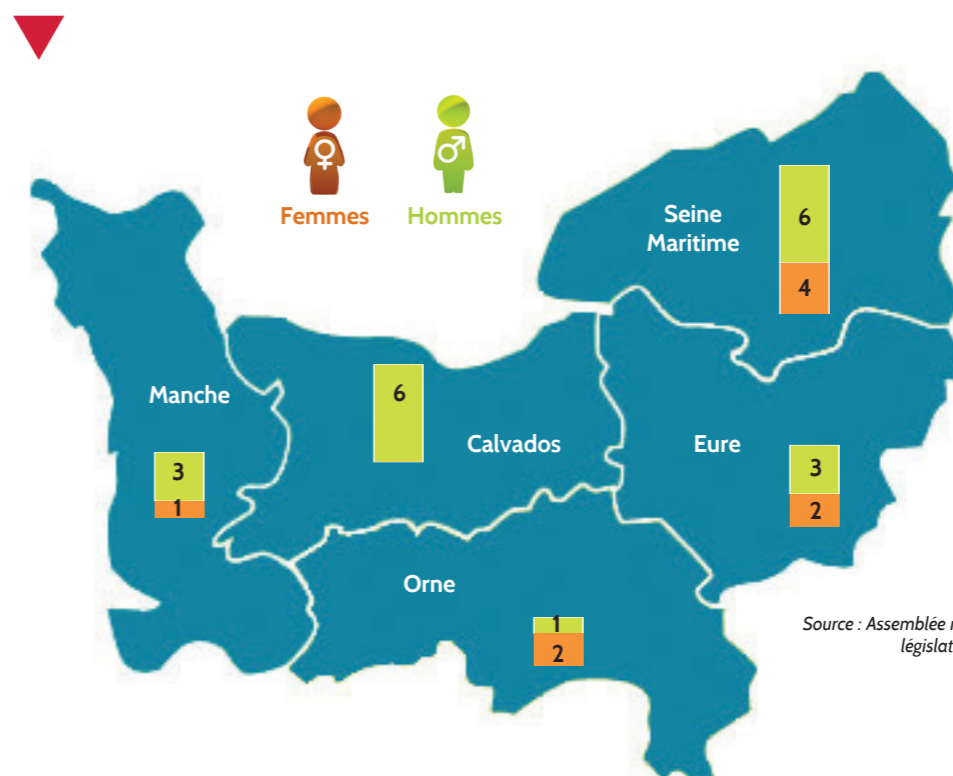 Femmes
Hommes
Seine
Maritime
6
4
Manche
3
1
6
Calvados
Eure
3
2
Orne
1
2
Source : Assemblée